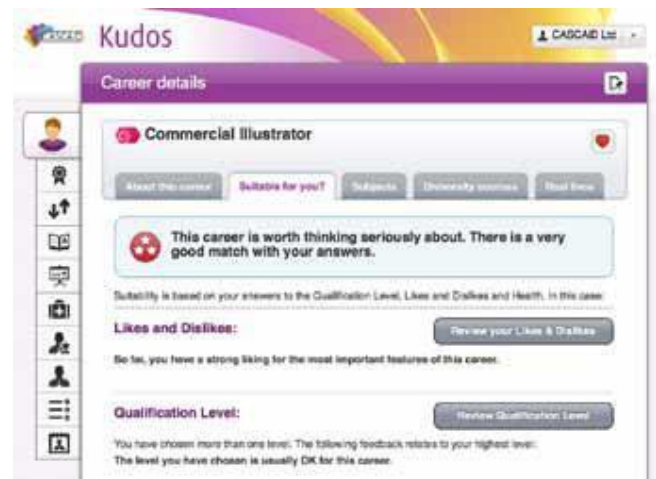 CASCAID
Kudos
CASCAID Ltd
Career details
Commercial Illustrator
About this career
Suitable for you?
Subjects
University courses
Real lives
This career is worth thinking seriously about. There is a very
good match with your answers.
Suitability is based on your answers to the Qualification Level, Likes and Dislikes and Health. In this case:
Likes and Dislikes:
Review your Likes & Dislikes
So far, you have a strong liking for the most important features of this career.
Qualification Level:
Review Qualification Level
You have chosen more than one level. The following feedback relates to your highest level:
The level you have chosen is usually OK for this career.